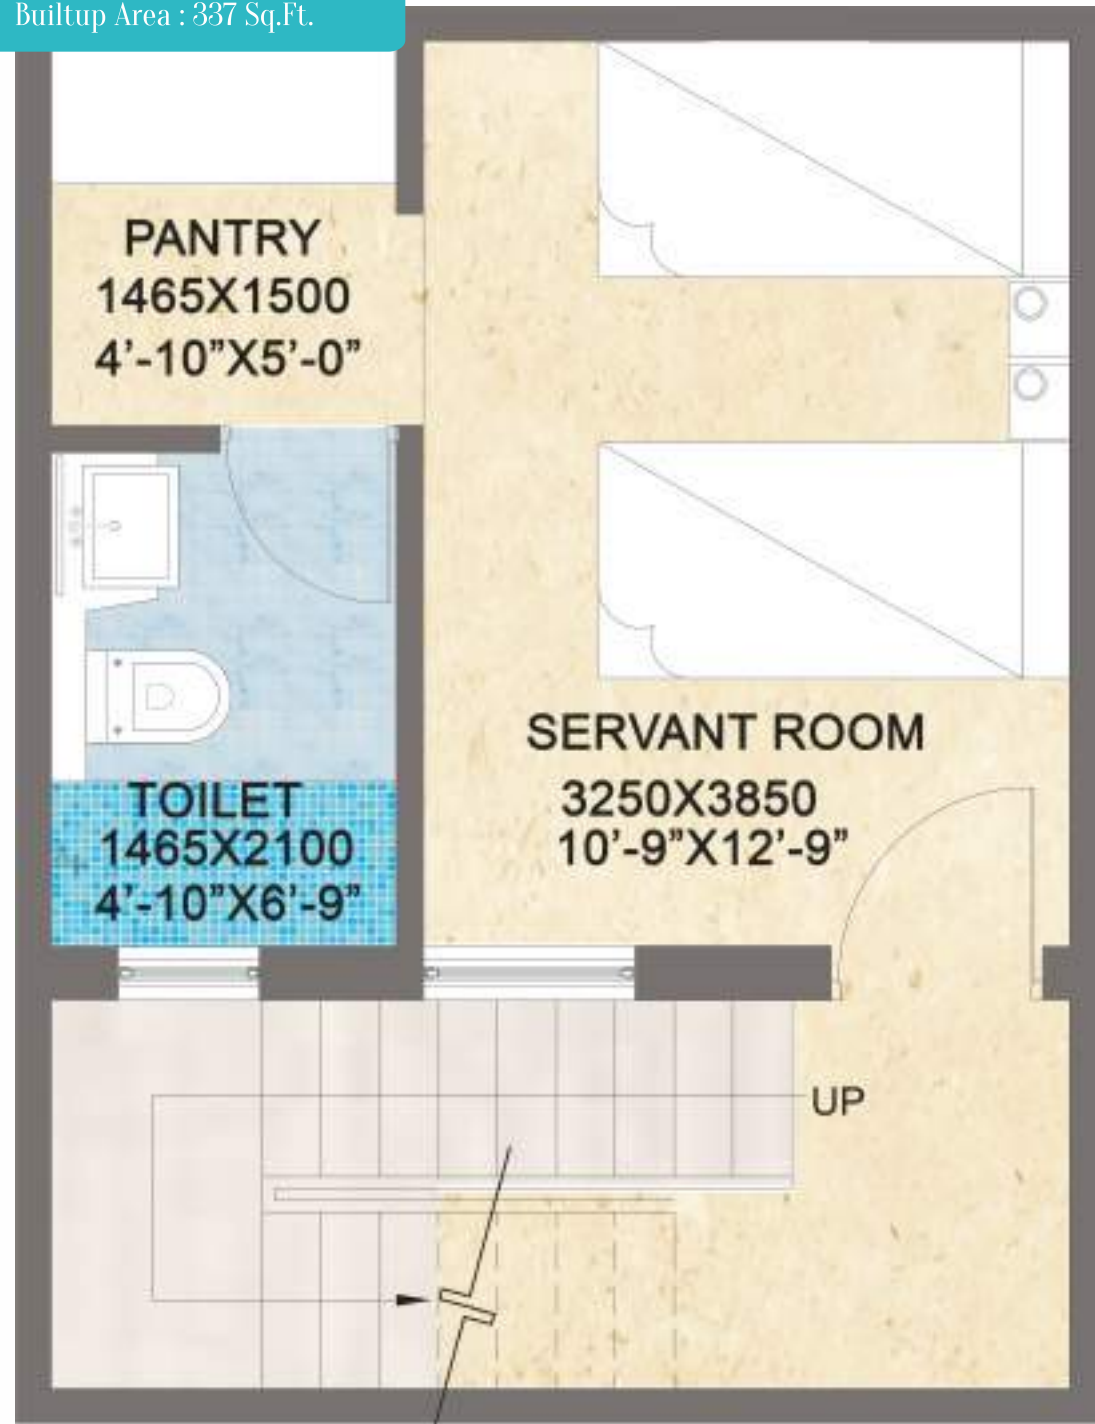 Builtup Area : 337 Sq.Ft.
PANTRY
1465X1500
4’-10”X5’-0”
SERVANT ROOM
3250X3850
10’-9”X12’-9”
TOILET
1465X2100
4’-10”X6’-9”
UP